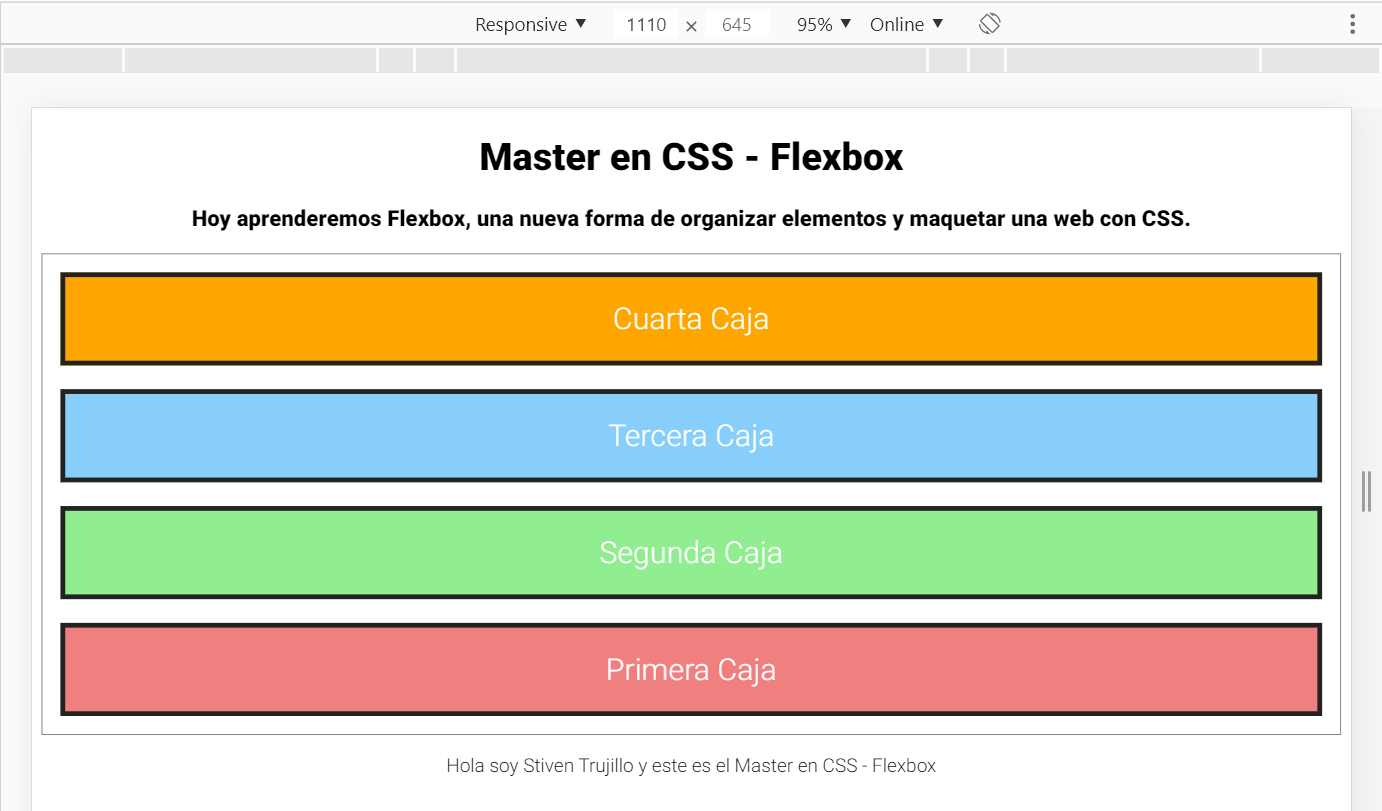 Responsive ▼ 1110 × 645 95% ▼ Online ▼
Master en CSS - Flexbox
Hoy aprenderemos Flexbox, una nueva forma de organizar elementos y maquetar una web con CSS.
Cuarta Caja
Tercera Caja
Segunda Caja
Primera Caja
Hola soy Stiven Trujillo y este es el Master en CSS - Flexbox